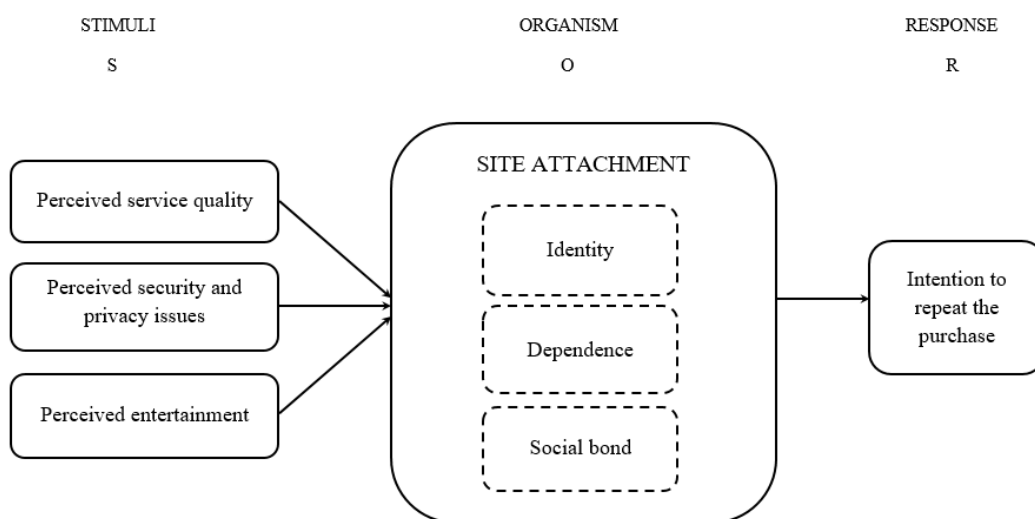 STIMULI
S
ORGANISM
O
RESPONSE
R
Perceived service quality
Perceived security and
privacy issues
Perceived entertainment
SITE ATTACHMENT
Identity
Dependence
Social bond
Intention to
repeat the
purchase